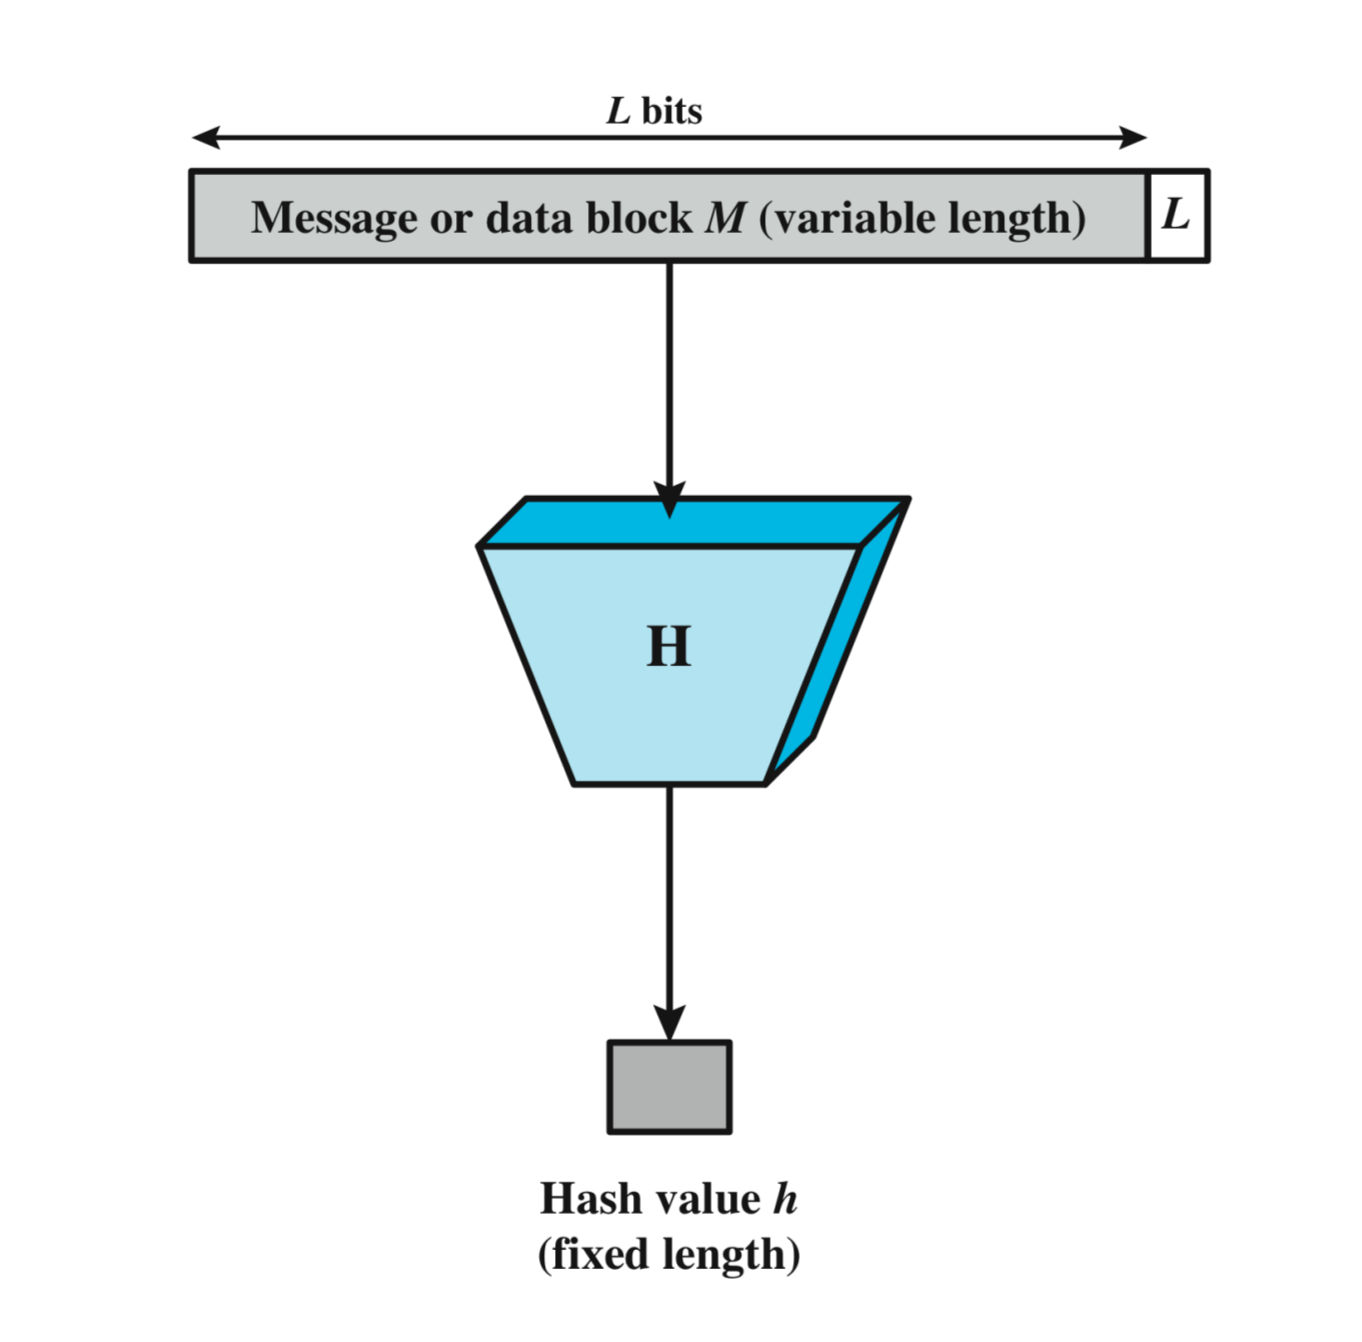 L bits
Message or data block M (variable length) L
H
Hash value h
(fixed length)